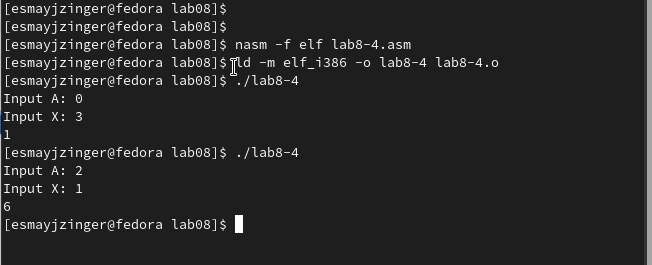 [esmayjzinger@fedora lab08]$
[esmayjzinger@fedora lab08]$
[esmayjzinger@fedora lab08]$ nasm -f elf lab8-4.asm
[esmayjzinger@fedora lab08]$ ld -m elf_i386 -o lab8-4 lab8-4.o
[esmayjzinger@fedora lab08]$ ./lab8-4
Input A: 0
Input X: 3
1
[esmayjzinger@fedora lab08]$ ./lab8-4
Input A: 2
Input X: 1
6
[esmayjzinger@fedora lab08]$